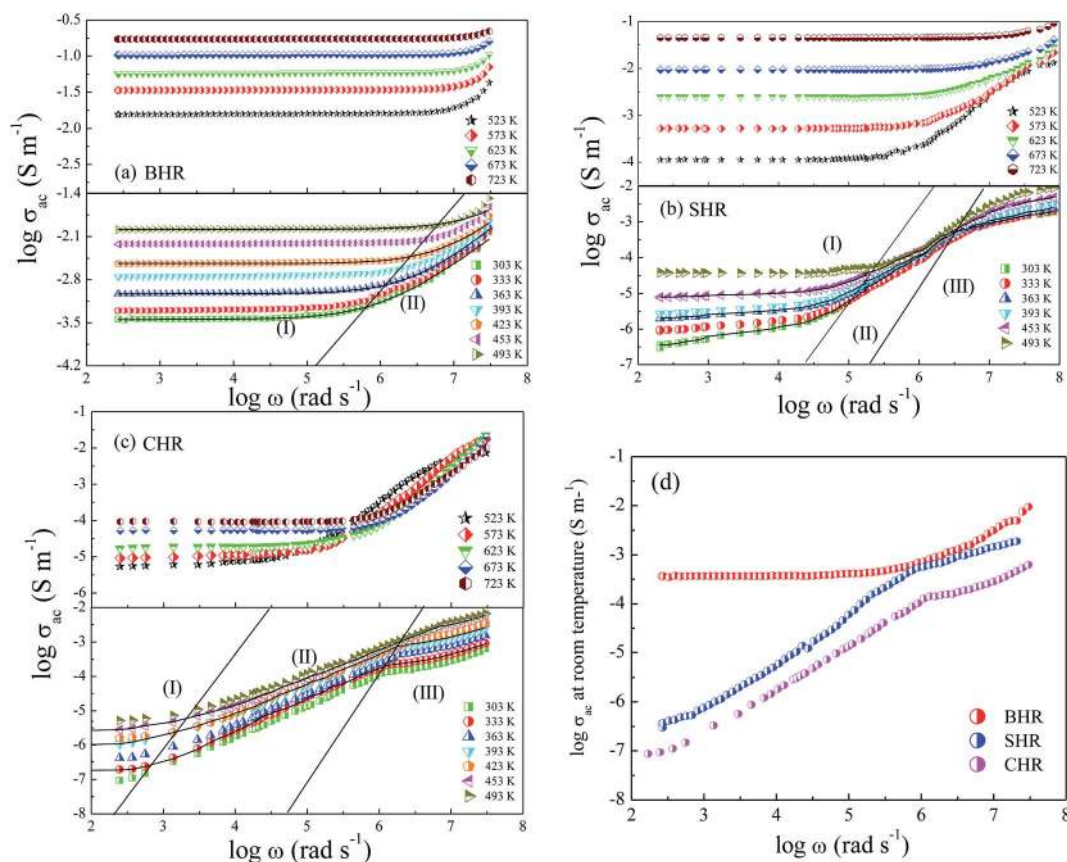 -0.5
-1.0
-1.5
-2.0
-2.5
(a) BHR
523 K
573 K
623 K
673 K
723 K
-1.4
-2.1
-2.8
-3.5
-4.2
(I)
(II)
303 K
333 K
363 K
393 K
423 K
453 K
493 K
log σac (S m-1)
2 3 4 5 6 7 8
log ω (rad s-1)
-1
-2
-3
-4
523 K
573 K
623 K
673 K
723 K
-2
-3
-4
-5
-6
-7
(b) SHR
(I)
(II)
(III)
303 K
333 K
363 K
393 K
423 K
453 K
493 K
log σac (S m-1)
2 3 4 5 6 7 8
log ω (rad s-1)
-1
-2
-3
-4
-5
-6
(c) CHR
523 K
573 K
623 K
673 K
723 K
-2
-3
-4
-5
-6
-7
-8
(I)
(II)
(III)
303 K
333 K
363 K
393 K
423 K
453 K
493 K
log σac (S m-1)
2 3 4 5 6 7 8
log ω (rad s-1)
0
-1
-2
-3
-4
-5
-6
-7
-8
(d)
BHR
SHR
CHR
log σac at room temperature (S m-1)
2 3 4 5 6 7 8
log ω (rad s-1)